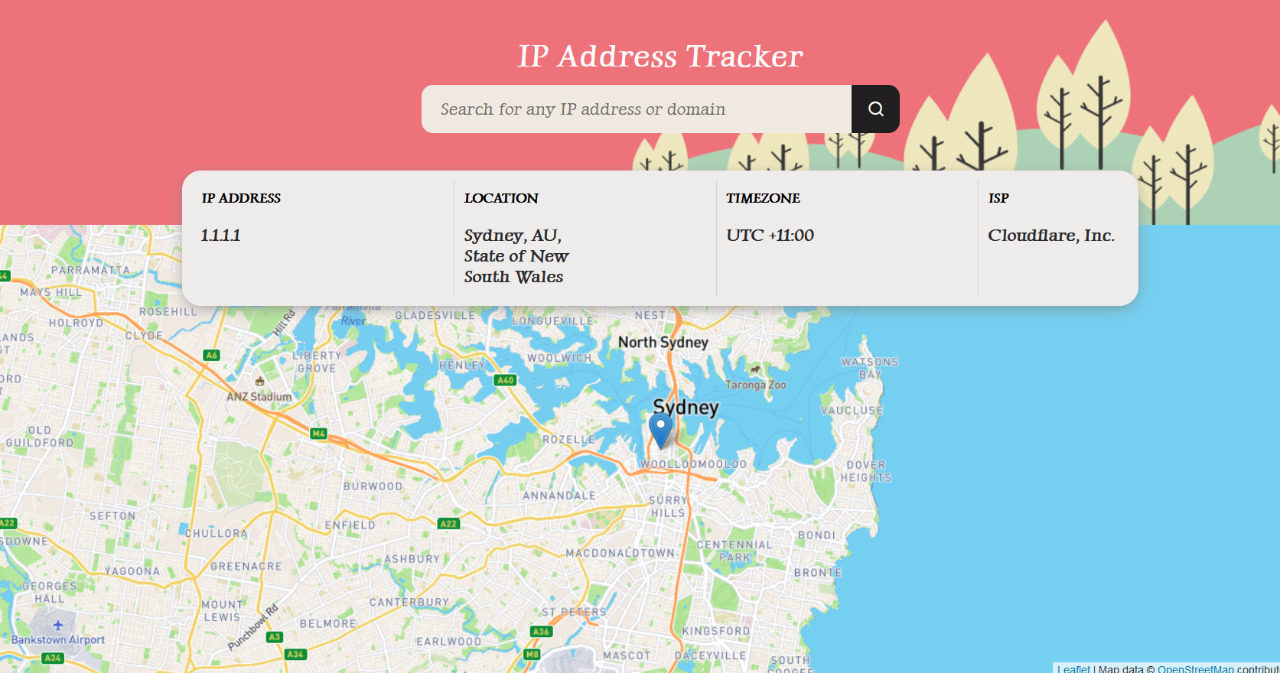 IP Address Tracker
Search for any IP address or domain
IP ADDRESS
1.1.1.1
LOCATION
Sydney, AU,
State of New
South Wales
TIMEZONE
UTC +11:00
ISP
Cloudflare, Inc.
PARRAMATTA
MAYS HILL
ROSEHILL
HOLROYD
CLYDE
Hill Rd
Parramatta
River
GLADESVILLE
LONGUEVILLE
NEST
North Sydney
A6
LIBERTY
GROVE
HENLEY
WOOLWICH
WATSONS
BAY
A40
Taronga Zoo
ANZ Stadium
Sydney
VAUCLUSE
OLD
GUILDFORD
M4
ROZELLE
WOOLLOOMOOLOO
DOVER
HEIGHTS
BURWOOD
ANNANDALE
SURRY
HILLS
SEFTON
A22
ENFIELD
A22
CHULLORA
BONDI
CENTENNIAL
PARK
MACDONALDTOWN
ASHBURY
GREENACRE
YAGOONA
BRONTE
GEORGES
HALL
MOUNT
LEWIS
CANTERBURY
ST PETERS
Punchbowl Rd
BELMORE
Bankstown Airport
A3
A36
KINGSFORD
EARLWOOD
A34
A34
M8
MASCOT
DACEYVILLE
SOUTH
COOGEE
Leaflet | Map data © OpenStreetMap